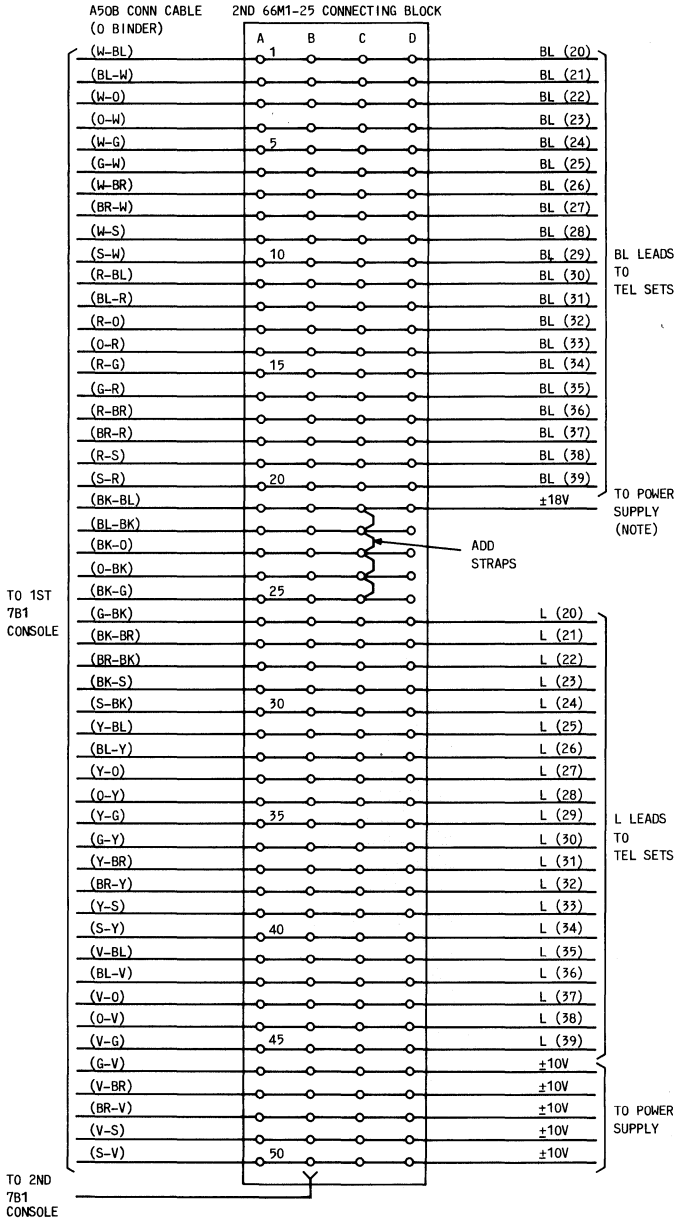 A50B CONN CABLE 2ND 66M1-25 CONNECTING BLOCK
(O BINDER)
A B C D
(W-BL) 1 BL (20)
(BL-W) BL (21)
(W-O) BL (22)
(O-W) BL (23)
(W-G) 5 BL (24)
(G-W) BL (25)
(W-BR) BL (26)
(BR-W) BL (27)
(W-S) BL (28)
(S-W) 10 BL (29)
(R-BL) BL (30)
(BL-R) BL (31)
(R-O) BL (32)
(O-R) BL (33)
(R-G) 15 BL (34)
(G-R) BL (35)
(R-BR) BL (36)
(BR-R) BL (37)
(R-S) BL (38)
(S-R) 20 BL (39)
BL LEADS
TO
TEL SETS
(BK-BL) ±18V
TO POWER
SUPPLY
(NOTE)
(BL-BK)
(BK-O)
(O-BK)
(BK-G) 25
ADD
STRAPS
TO 1ST
7B1
CONSOLE
(G-BK) L (20)
(BK-BR) L (21)
(BR-BK) L (22)
(BK-S) L (23)
(S-BK) 30 L (24)
(Y-BL) L (25)
(BL-Y) L (26)
(Y-O) L (27)
(O-Y) L (28)
(Y-G) 35 L (29)
(G-Y) L (30)
(Y-BR) L (31)
(BR-Y) L (32)
(Y-S) L (33)
(S-Y) 40 L (34)
(V-BL) L (35)
(BL-V) L (36)
(V-O) L (37)
(O-V) L (38)
(V-G) 45 L (39)
L LEADS
TO
TEL SETS
(G-V) ±10V
(V-BR) ±10V
(BR-V) ±10V
(V-S) ±10V
(S-V) 50 ±10V
TO POWER
SUPPLY
TO 2ND
7B1
CONSOLE